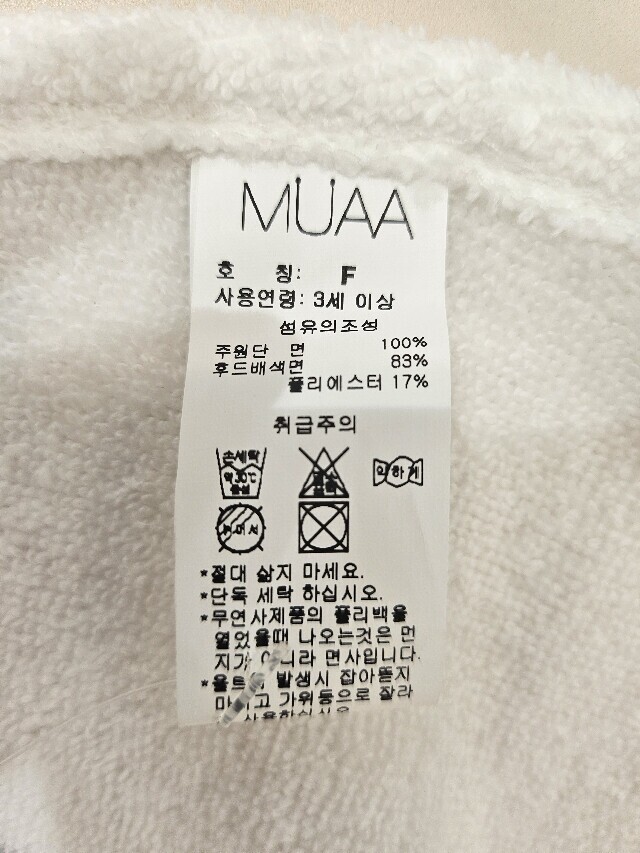 MUAA
호 칭: F
사용연령: 3세 이상
섬유의조성
주원단 면 100%
후드배색면 83%
폴리에스터 17%
취급주의
손세탁
약30℃
중성
약하게
뉘어서
*절대 삶지 마세요.
*단독 세탁 하십시오.
*무연사제품의 폴리백을
열었을때 나오는것은 먼
지가 아니라 면사입니다.
*올트 발생시 잡아뜯지
마 고 가위등으로 잘라